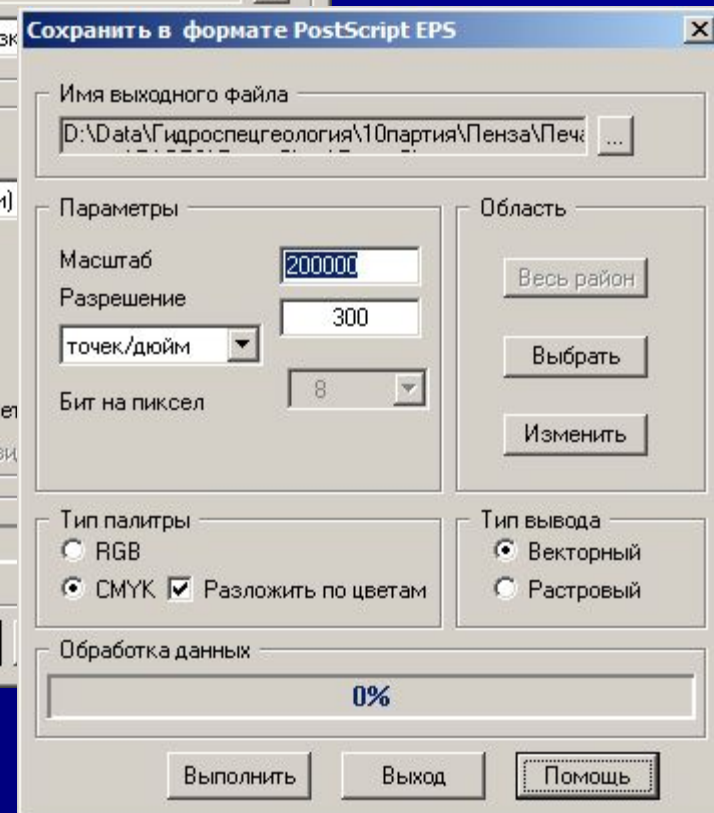 Сохранить в формате PostScript EPS
Имя выходного файла
D:\Data\Гидроспецгеология\10партия\Пенза\Печа
...
Параметры
Масштаб
200000
Разрешение
300
точек/дюйм
Бит на пиксел
8
Область
Весь район
Выбрать
Изменить
Тип палитры
RGB
CMYK
Разложить по цветам
Тип вывода
Векторный
Растровый
Обработка данных
0%
Выполнить
Выход
Помощь